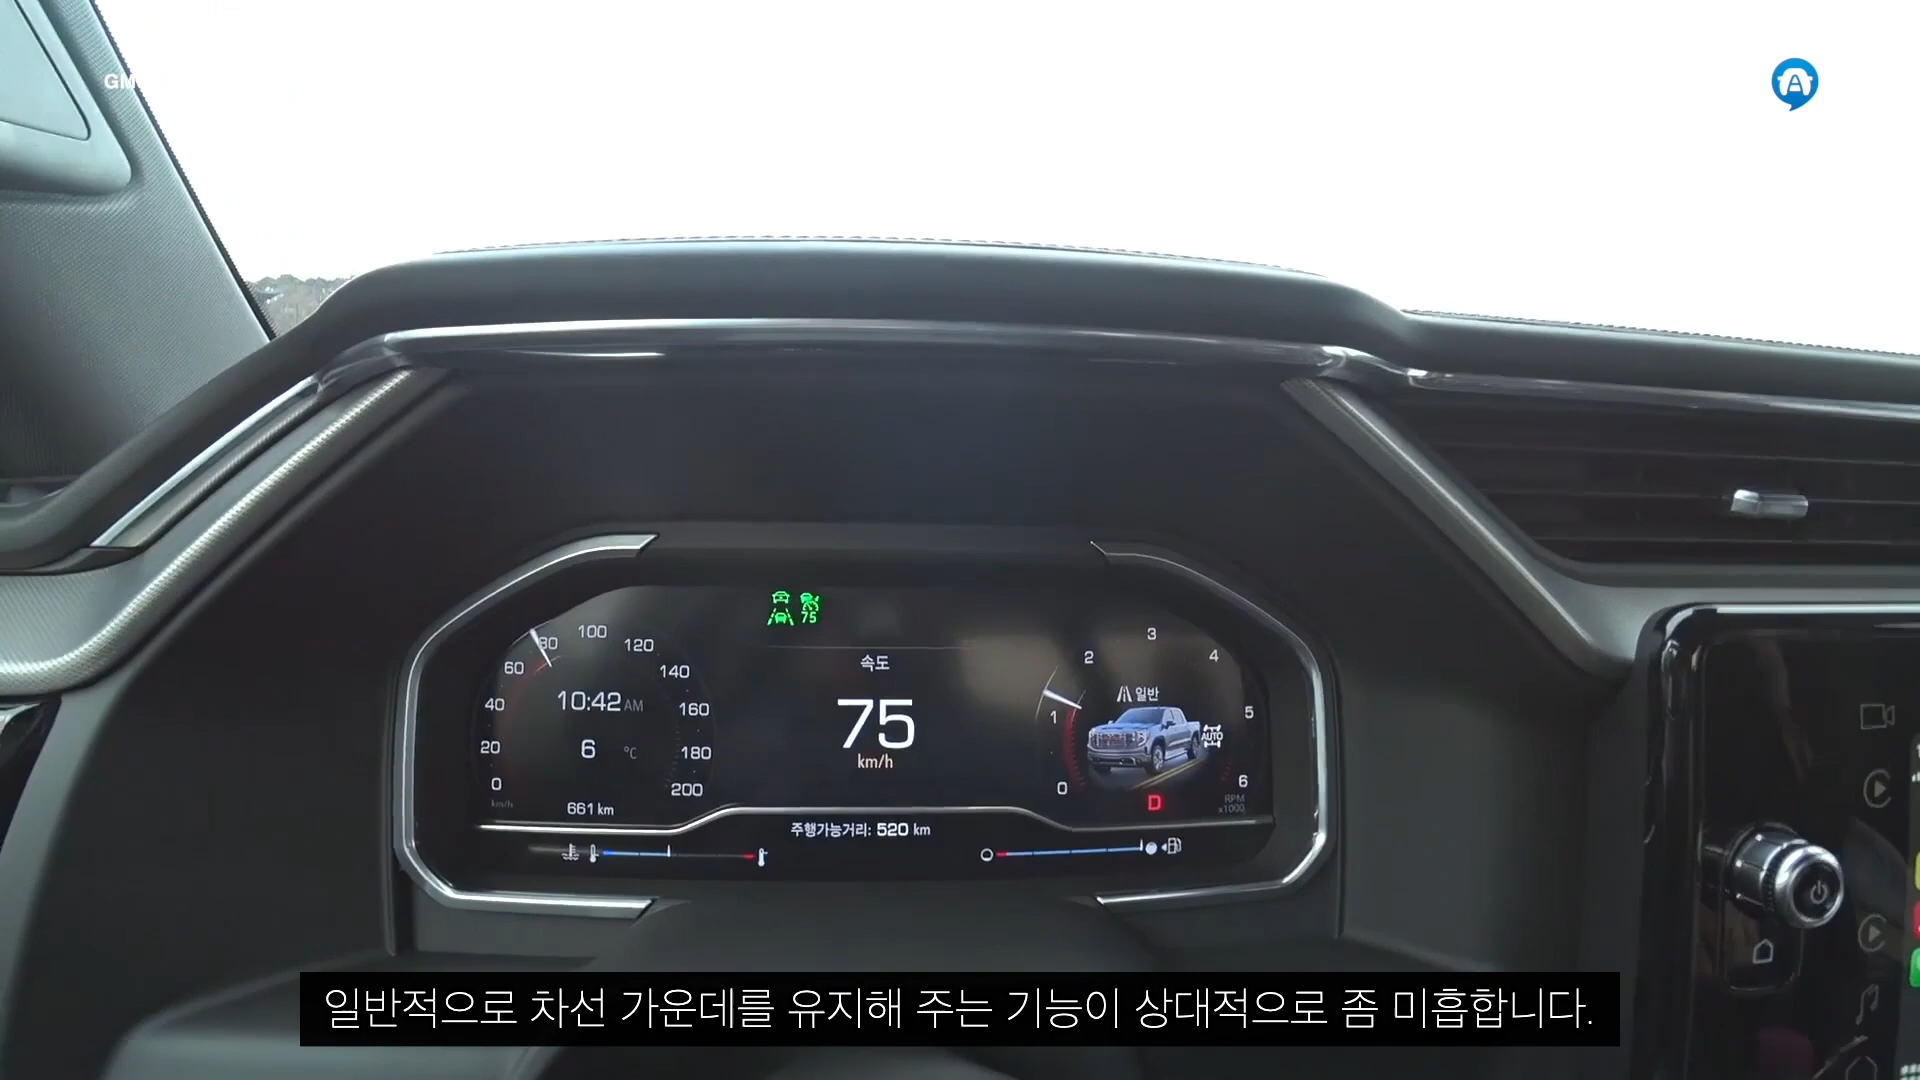 GM
75
속도
75
km/h
0
20
40
60
80
100
120
140
160
180
200
km/h
10:42 AM
6 °C
661 km
주행가능거리: 520 km
0
1
2
3
4
5
6
일반
AUTO
D
RPM
x1000
일반적으로 차선 가운데를 유지해 주는 기능이 상대적으로 좀 미흡합니다.